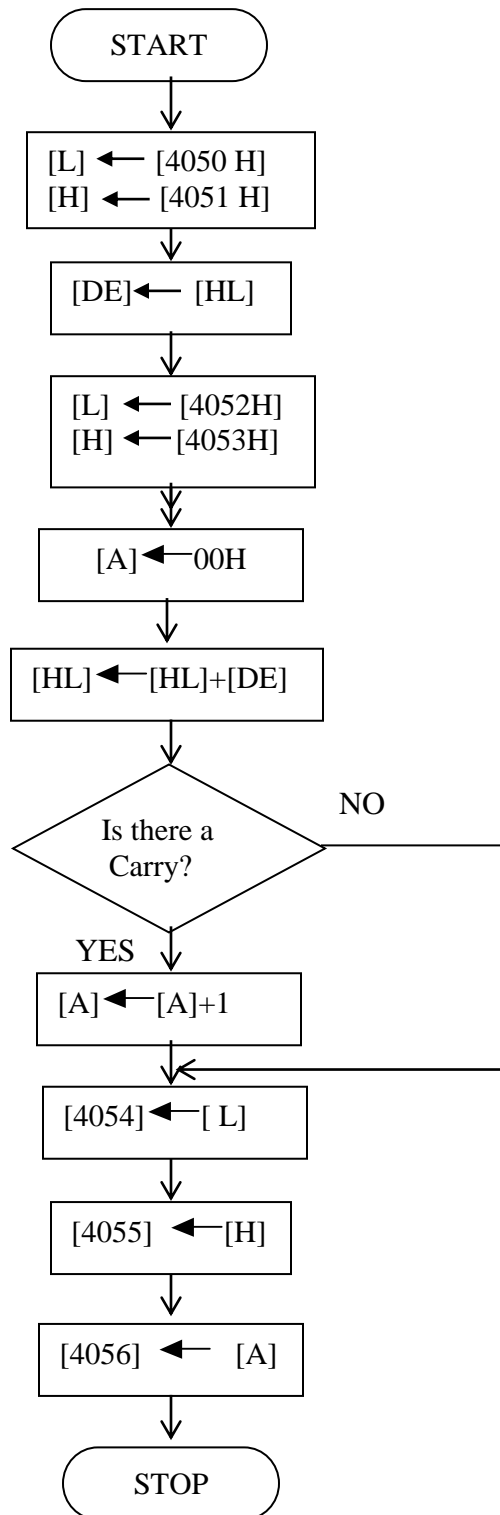 START
[L] ← [4050 H]
[H] ← [4051 H]
[DE] ← [HL]
[L] ← [4052H]
[H] ← [4053H]
[A] ← 00H
[HL] ← [HL]+[DE]
NO
Is there a
Carry?
YES
[A] ← [A]+1
[4054] ← [ L]
[4055] ← [H]
[4056] ← [A]
STOP